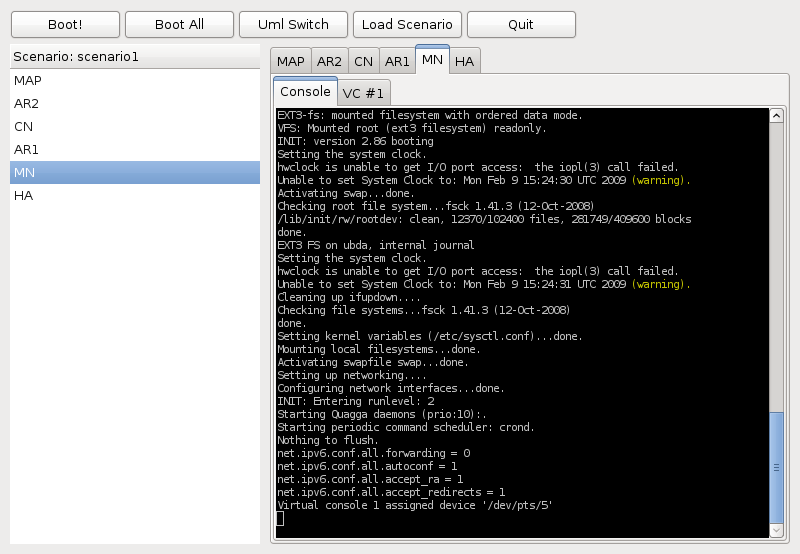 Boot! Boot All Uml Switch Load Scenario Quit
Scenario: scenario1
MAP
AR2
CN
AR1
MN
HA
MAP AR2 CN AR1 MN HA
Console VC #1
EXT3-fs: mounted filesystem with ordered data mode.
VFS: Mounted root (ext3 filesystem) readonly.
INIT: version 2.86 booting
Setting the system clock.
hwclock is unable to get I/O port access:  the iopl(3) call failed.
Unable to set System Clock to: Mon Feb 9 15:24:30 UTC 2009 (warning).
Activating swap...done.
Checking root file system...fsck 1.41.3 (12-Oct-2008)
/lib/init/rw/rootdev: clean, 12370/102400 files, 281749/409600 blocks
done.
EXT3 FS on ubda, internal journal
Setting the system clock.
hwclock is unable to get I/O port access:  the iopl(3) call failed.
Unable to set System Clock to: Mon Feb 9 15:24:31 UTC 2009 (warning).
Cleaning up ifupdown....
Checking file systems...fsck 1.41.3 (12-Oct-2008)
done.
Setting kernel variables (/etc/sysctl.conf)...done.
Mounting local filesystems...done.
Activating swapfile swap...done.
Setting up networking....
Configuring network interfaces...done.
INIT: Entering runlevel: 2
Starting Quagga daemons (prio:10):.
Starting periodic command scheduler: crond.
Nothing to flush.
net.ipv6.conf.all.forwarding = 0
net.ipv6.conf.all.autoconf = 1
net.ipv6.conf.all.accept_ra = 1
net.ipv6.conf.all.accept_redirects = 1
Virtual console 1 assigned device '/dev/pts/5'